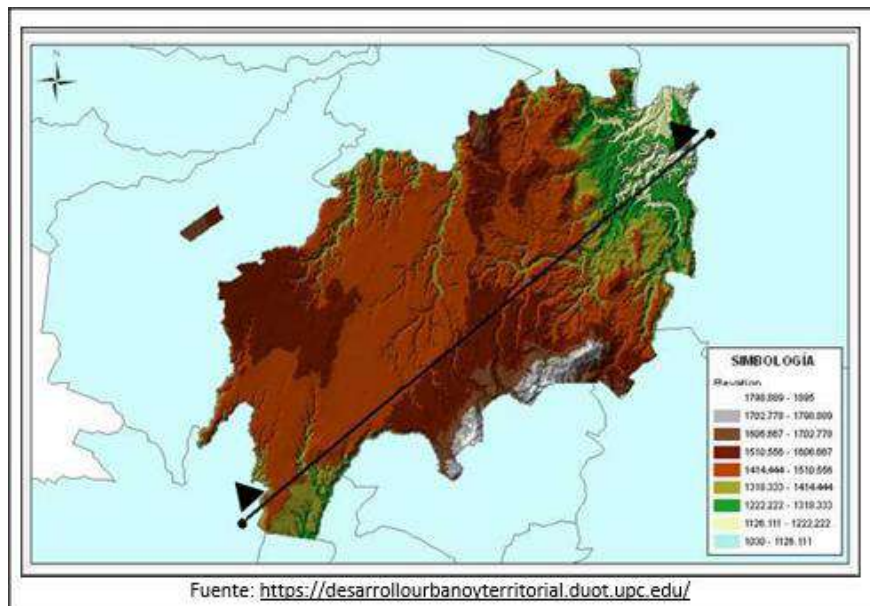 N
SIMBOLOGÍA
Elevation
1798.889 - 1895
1702.778 - 1798.889
1606.667 - 1702.778
1510.556 - 1606.667
1414.444 - 1510.556
1318.333 - 1414.444
1222.222 - 1318.333
1126.111 - 1222.222
1030 - 1126.111
Fuente: https://desarrollourbanoyterritorial.duot.upc.edu/